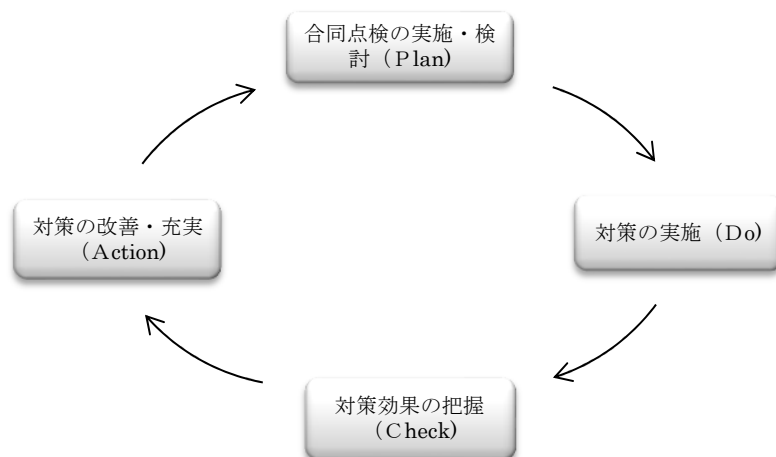 合同点検の実施・検
討（Ｐlan)
対策の実施（Ｄo)
対策効果の把握
（Ｃheck)
対策の改善・充実
（Ａction)